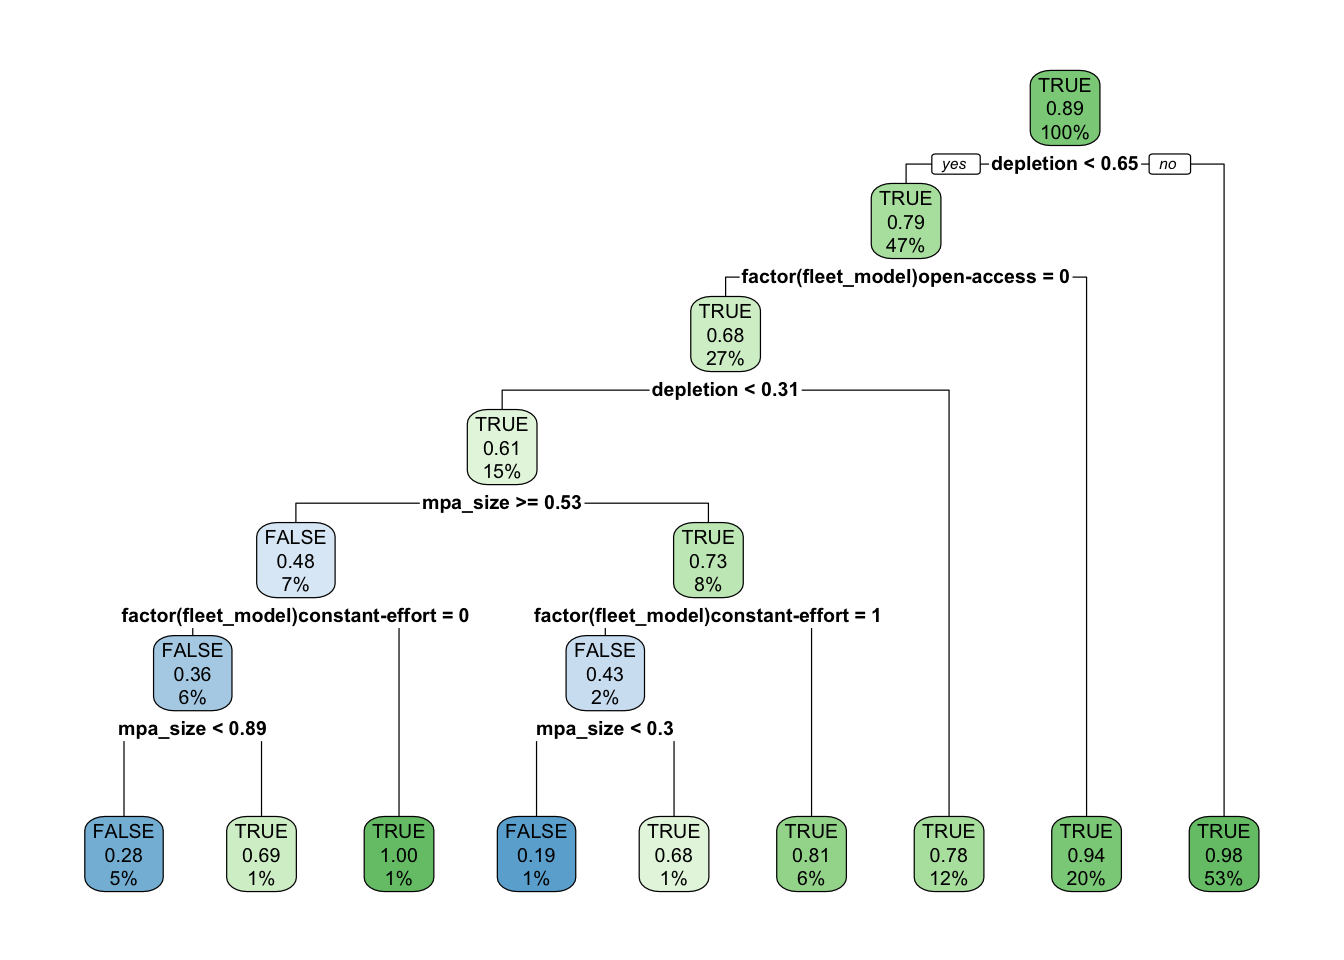 TRUE
0.89
100%
yes depletion < 0.65 no
TRUE
0.79
47%
factor(fleet_model)open-access = 0
TRUE
0.68
27%
depletion < 0.31
TRUE
0.61
15%
mpa_size >= 0.53
FALSE
0.48
7%
TRUE
0.73
8%
factor(fleet_model)constant-effort = 0
factor(fleet_model)constant-effort = 1
FALSE
0.36
6%
FALSE
0.43
2%
mpa_size < 0.89
mpa_size < 0.3
FALSE
0.28
5%
TRUE
0.69
1%
TRUE
1.00
1%
FALSE
0.19
1%
TRUE
0.68
1%
TRUE
0.81
6%
TRUE
0.78
12%
TRUE
0.94
20%
TRUE
0.98
53%